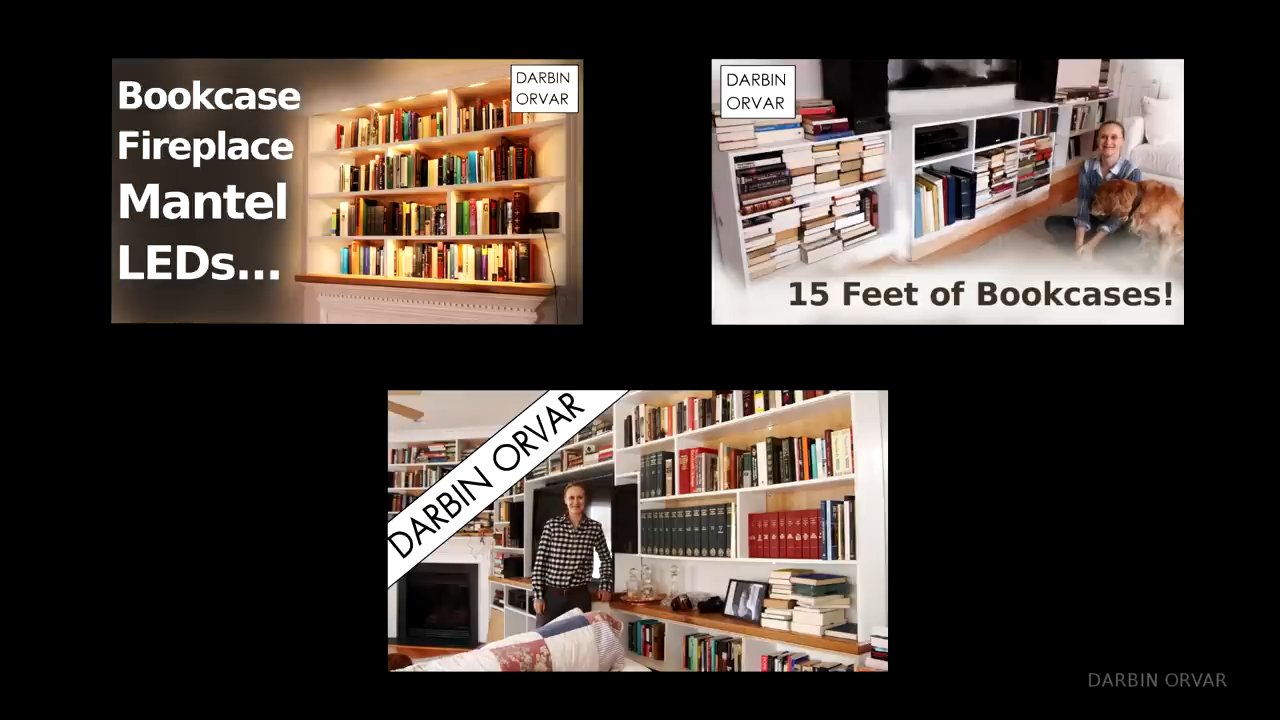 Bookcase
Fireplace
Mantel
LEDs...
DARBIN
ORVAR
DARBIN
ORVAR
15 Feet of Bookcases!
DARBIN ORVAR
DARBIN ORVAR